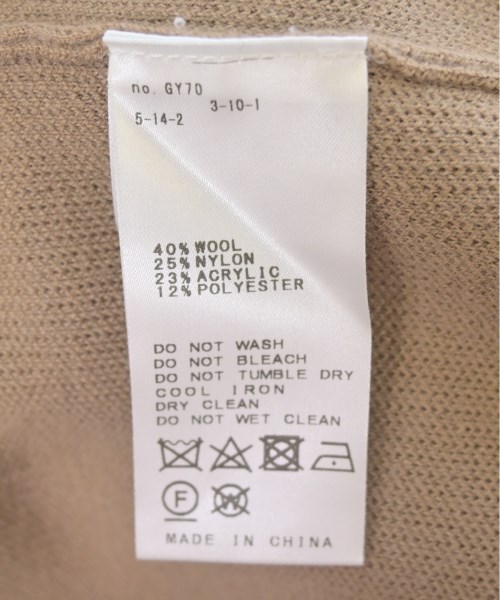 no. GY70
3-10-1
5-14-2
40% WOOL
25% NYLON
23% ACRYLIC
12% POLYESTER
DO NOT WASH
DO NOT BLEACH
DO NOT TUMBLE DRY
COOL IRON
DRY CLEAN
DO NOT WET CLEAN
F W
MADE IN CHINA